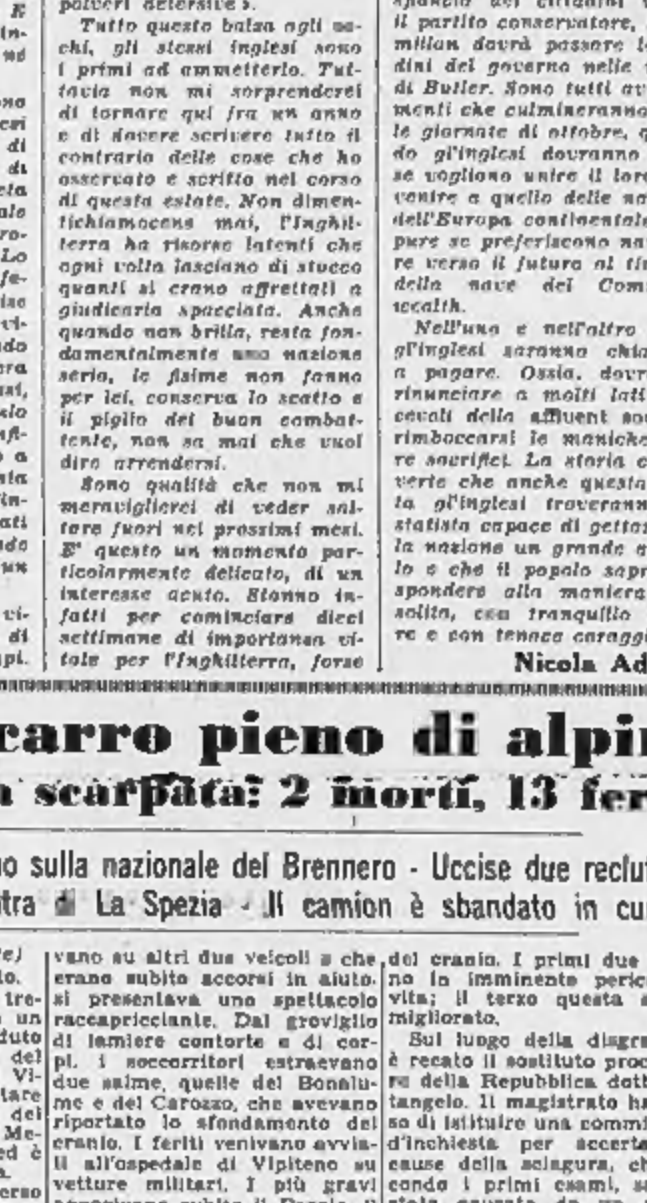 polveri detersive ».
Tutto questo balza agli oc-
chi, gli stessi inglesi sono
i primi ad ammetterlo. Tut-
tavia non mi sorprenderei
di tornare qui fra un anno
e di dovere scrivere tutto il
contrario delle cose che ho
osservato e scritto nel corso
di questa estate. Non dimen-
tichiamocene mai, l'Inghil-
terra ha risorse latenti che
ogni volta lasciano di stucco
quanti si erano affrettati a
giudicarla spacciata. Anche
quando non brilla, resta fon-
damentalmente una nazione
seria, le fisime non fanno
per lei, conserva lo scatto e
il piglio del buon combat-
tente, non sa mai che vuol
dire arrendersi.
Sono qualità che non mi
meraviglierei di veder sal-
tare fuori nei prossimi mesi.
E' questo un momento par-
ticolarmente delicato, di un
interesse acuto. Stanno in-
fatti per cominciare dieci
settimane di importanza vi-
tale per l'Inghilterra, forse
il partito conservatore,
millan dovrà passare
dini del governo nelle
di Butler. Sono tutti av
menti che culmineranno
le giornate di ottobre, q
do gl'inglesi dovranno
se vogliono unire il loro
venire a quello delle na
dell'Europa continentale
pure se preferiscono na
re verso il futuro al ti
della nave del Com
wealth.
Nell'uno e nell'altro
gl'inglesi saranno chia
a pagare. Ossia, dovr
rinunciare a molti lati
cevoli della affluent so
rimboccarsi le maniche
re sacrifici. La storia
verte che anche questa
ta gl'inglesi troverann
statista capace di gettar
la nazione un grande a
lo e che il popolo sapr
spondere alla maniera
solita, con tranquillo
re e con tenace coraggi
Nicola Ad
carro pieno di alpin
a scarpata: 2 morti, 13 fer
no sulla nazionale del Brennero - Uccise due reclut
tra di La Spezia - Il camion è sbandato in cu
vano su altri due veicoli e che
erano subito accorsi in aiuto,
si presentava uno spettacolo
raccapricciante. Dal groviglio
di lamiere contorte e di cor-
pi, i soccorritori estraevano
due salme, quelle del Bonalu-
me e del Carozzo, che avevano
riportato lo sfondamento del
cranio. I feriti venivano avvia-
ti all'ospedale di Vipiteno su
vetture militari. I più gravi
del cranio. I primi due
no in imminente peric
vita; il terzo questa
migliorato.
Sul luogo della disgra
è recato il sostituto proc
re della Repubblica dott
tangelo. Il magistrato ha
so di istituire una commi
d'inchiesta per accerta
cause della sciagura, ch
condo i primi esami, s